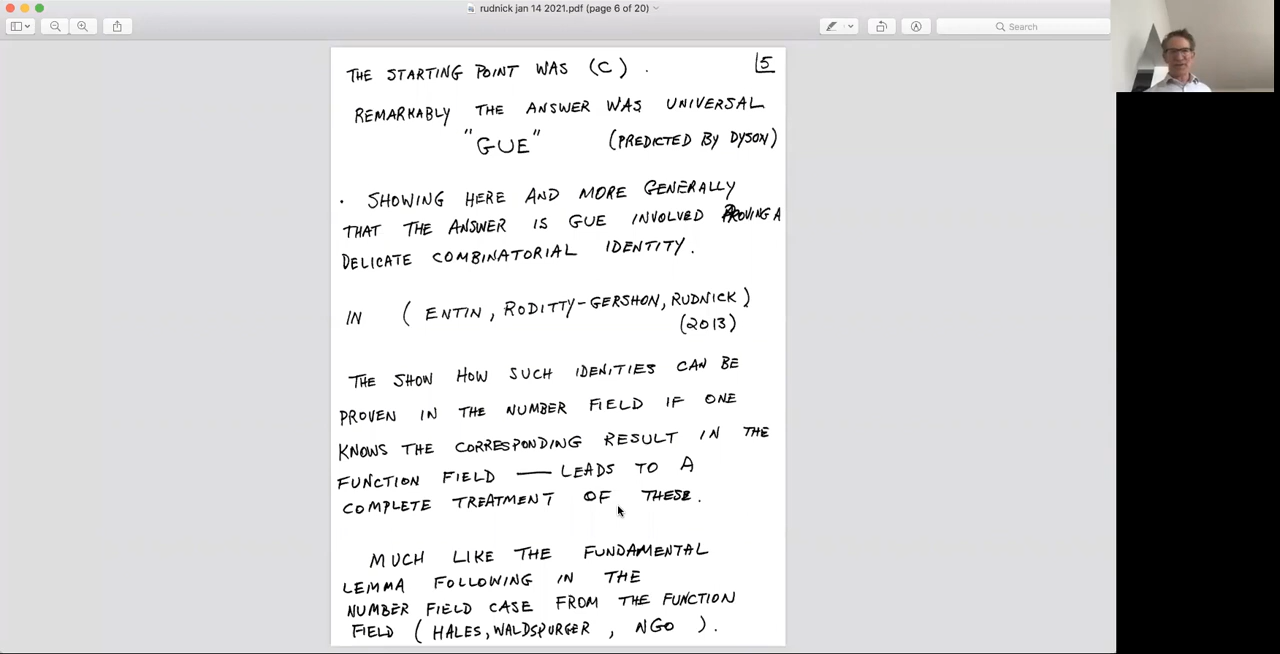 rudnick jan 14 2021.pdf (page 6 of 20)
Search
5
THE STARTING POINT WAS (C).
REMARKABLY THE ANSWER WAS UNIVERSAL
"GUE" (PREDICTED BY DYSON)
• SHOWING HERE AND MORE GENERALLY
THAT THE ANSWER IS GUE INVOLVED PROVING A
DELICATE COMBINATORIAL IDENTITY.
IN (ENTIN, RODITTY-GERSHON, RUDNICK)
(2013)
THE SHOW HOW SUCH IDENITIES CAN BE
PROVEN IN THE NUMBER FIELD IF ONE
KNOWS THE CORRESPONDING RESULT IN THE
FUNCTION FIELD — LEADS TO A
COMPLETE TREATMENT OF THESE.
MUCH LIKE THE FUNDAMENTAL
LEMMA FOLLOWING IN THE
NUMBER FIELD CASE FROM THE FUNCTION
FIELD (HALES, WALDSPURGER, NGO).